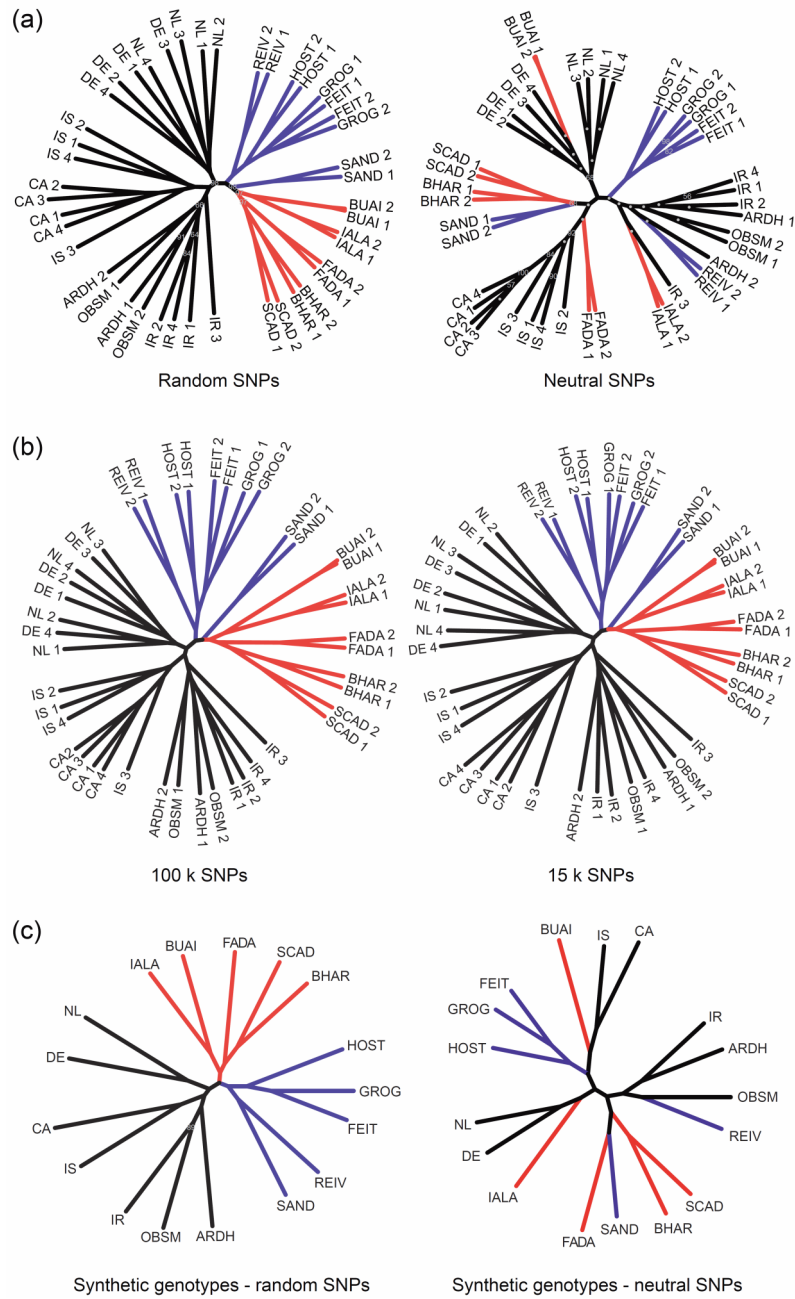 (a)
NL 2
NL 1
NL 3
DE 3
NL 4
DE 1
DE 2
DE 4
IS 2
IS 1
IS 4
CA 2
CA 3
CA 1
CA 4
IS 3
ARDH 2
OBSM 1
ARDH 1
OBSM 2
IR 2
IR 4
IR 1
IR 3
REIV 2
REIV 1
HOST 2
HOST 1
GROG 1
FEIT 1
FEIT 2
GROG 2
SAND 2
SAND 1
BUAI 2
BUAI 1
IALA 2
IALA 1
FADA 2
FADA 1
BHAR 2
BHAR 1
SCAD 2
SCAD 1
Random SNPs
BUAI 1
BUAI 2
DE 4
DE 3
DE 1
DE 2
NL 3
NL 2
NL 1
NL 4
HOST 2
HOST 1
GROG 2
GROG 1
FEIT 2
FEIT 1
IR 4
IR 1
IR 2
ARDH 1
OBSM 2
OBSM 1
ARDH 2
REIV 2
REIV 1
IR 3
IALA 2
IALA 1
FADA 2
FADA 1
IS 2
IS 4
IS 1
IS 3
CA 3
CA 2
CA 1
CA 4
SAND 2
SAND 1
BHAR 2
BHAR 1
SCAD 2
SCAD 1
Neutral SNPs
(b)
REIV 2
REIV 1
HOST 2
HOST 1
FEIT 2
FEIT 1
GROG 1
GROG 2
SAND 2
SAND 1
BUAI 2
BUAI 1
IALA 2
IALA 1
FADA 2
FADA 1
BHAR 2
BHAR 1
SCAD 2
SCAD 1
IR 3
IR 4
IR 2
IR 1
OBSM 2
ARDH 1
OBSM 1
ARDH 2
IS 3
CA 4
CA 1
CA 3
CA2
IS 4
IS 1
IS 2
NL 1
DE 4
NL 2
DE 1
DE 2
NL 4
DE 3
NL 3
100 k SNPs
REIV 2
REIV 1
HOST 2
HOST 1
GROG 1
FEIT 2
GROG 2
FEIT 1
SAND 2
SAND 1
BUAI 2
BUAI 1
IALA 2
IALA 1
FADA 2
FADA 1
BHAR 2
BHAR 1
SCAD 2
SCAD 1
IR 3
OBSM 2
ARDH 1
IR 4
OBSM 1
IR 2
IR 1
ARDH 2
IS 3
CA 2
CA 1
CA 3
CA 4
IS 4
IS 1
IS 2
DE 4
NL 4
NL 1
DE 2
DE 3
NL 3
DE 1
NL 2
15 k SNPs
(c)
IALA
BUAI
FADA
SCAD
BHAR
HOST
GROG
FEIT
REIV
SAND
ARDH
OBSM
IR
IS
CA
DE
NL
Synthetic genotypes - random SNPs
BUAI
IS
CA
IR
ARDH
OBSM
REIV
SCAD
BHAR
SAND
FADA
IALA
DE
NL
HOST
GROG
FEIT
Synthetic genotypes - neutral SNPs